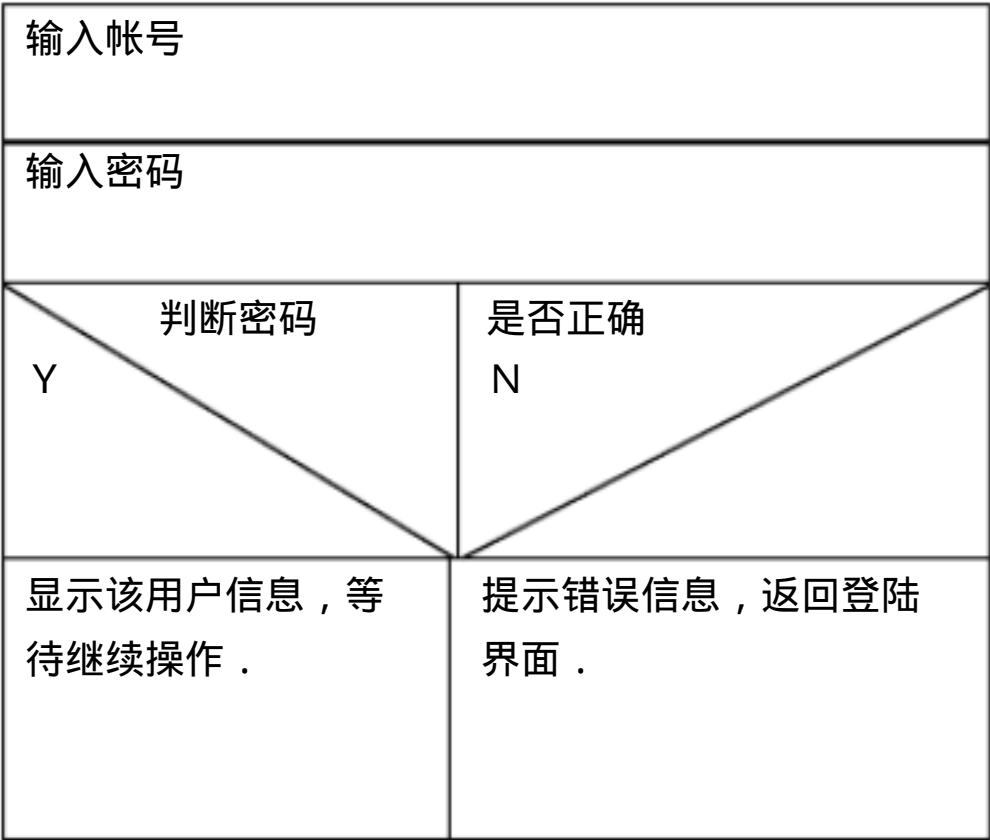 输入帐号
输入密码
判断密码 是否正确
Y N
显示该用户信息，等
待继续操作．
提示错误信息，返回登陆
界面．